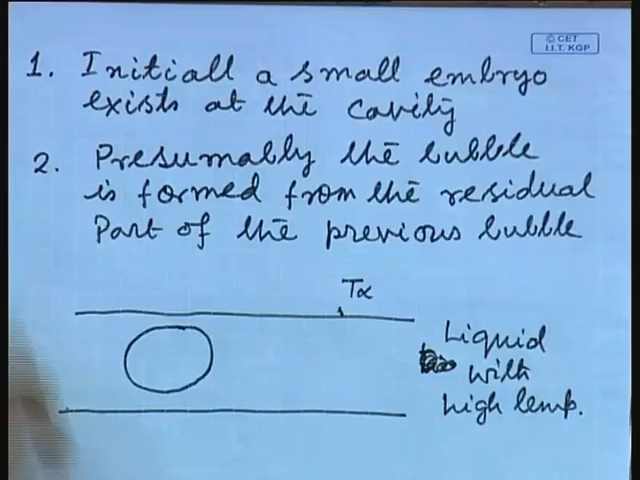 © CET
I.I.T. KGP
1. Initiall a small embryo
exists at the cavity
2. Presumally the bubble
is formed from the residual
Part of the previous bubble
T∝
Liquid
with
high temp.